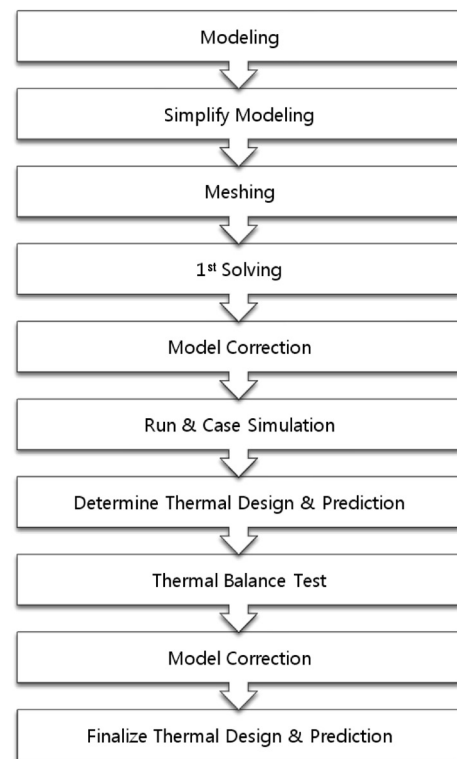 Modeling
Simplify Modeling
Meshing
1st Solving
Model Correction
Run & Case Simulation
Determine Thermal Design & Prediction
Thermal Balance Test
Model Correction
Finalize Thermal Design & Prediction